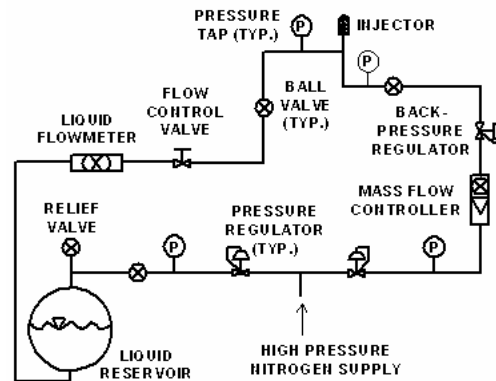 PRESSURE
TAP (TYP.)
P
INJECTOR
P
FLOW
CONTROL
VALVE
BALL
VALVE
(TYP.)
BACK-
PRESSURE
REGULATOR
LIQUID
FLOWMETER
MASS FLOW
CONTROLLER
RELIEF
VALVE
PRESSURE
REGULATOR
(TYP.)
P
P
LIQUID
RESERVOIR
HIGH PRESSURE
NITROGEN SUPPLY